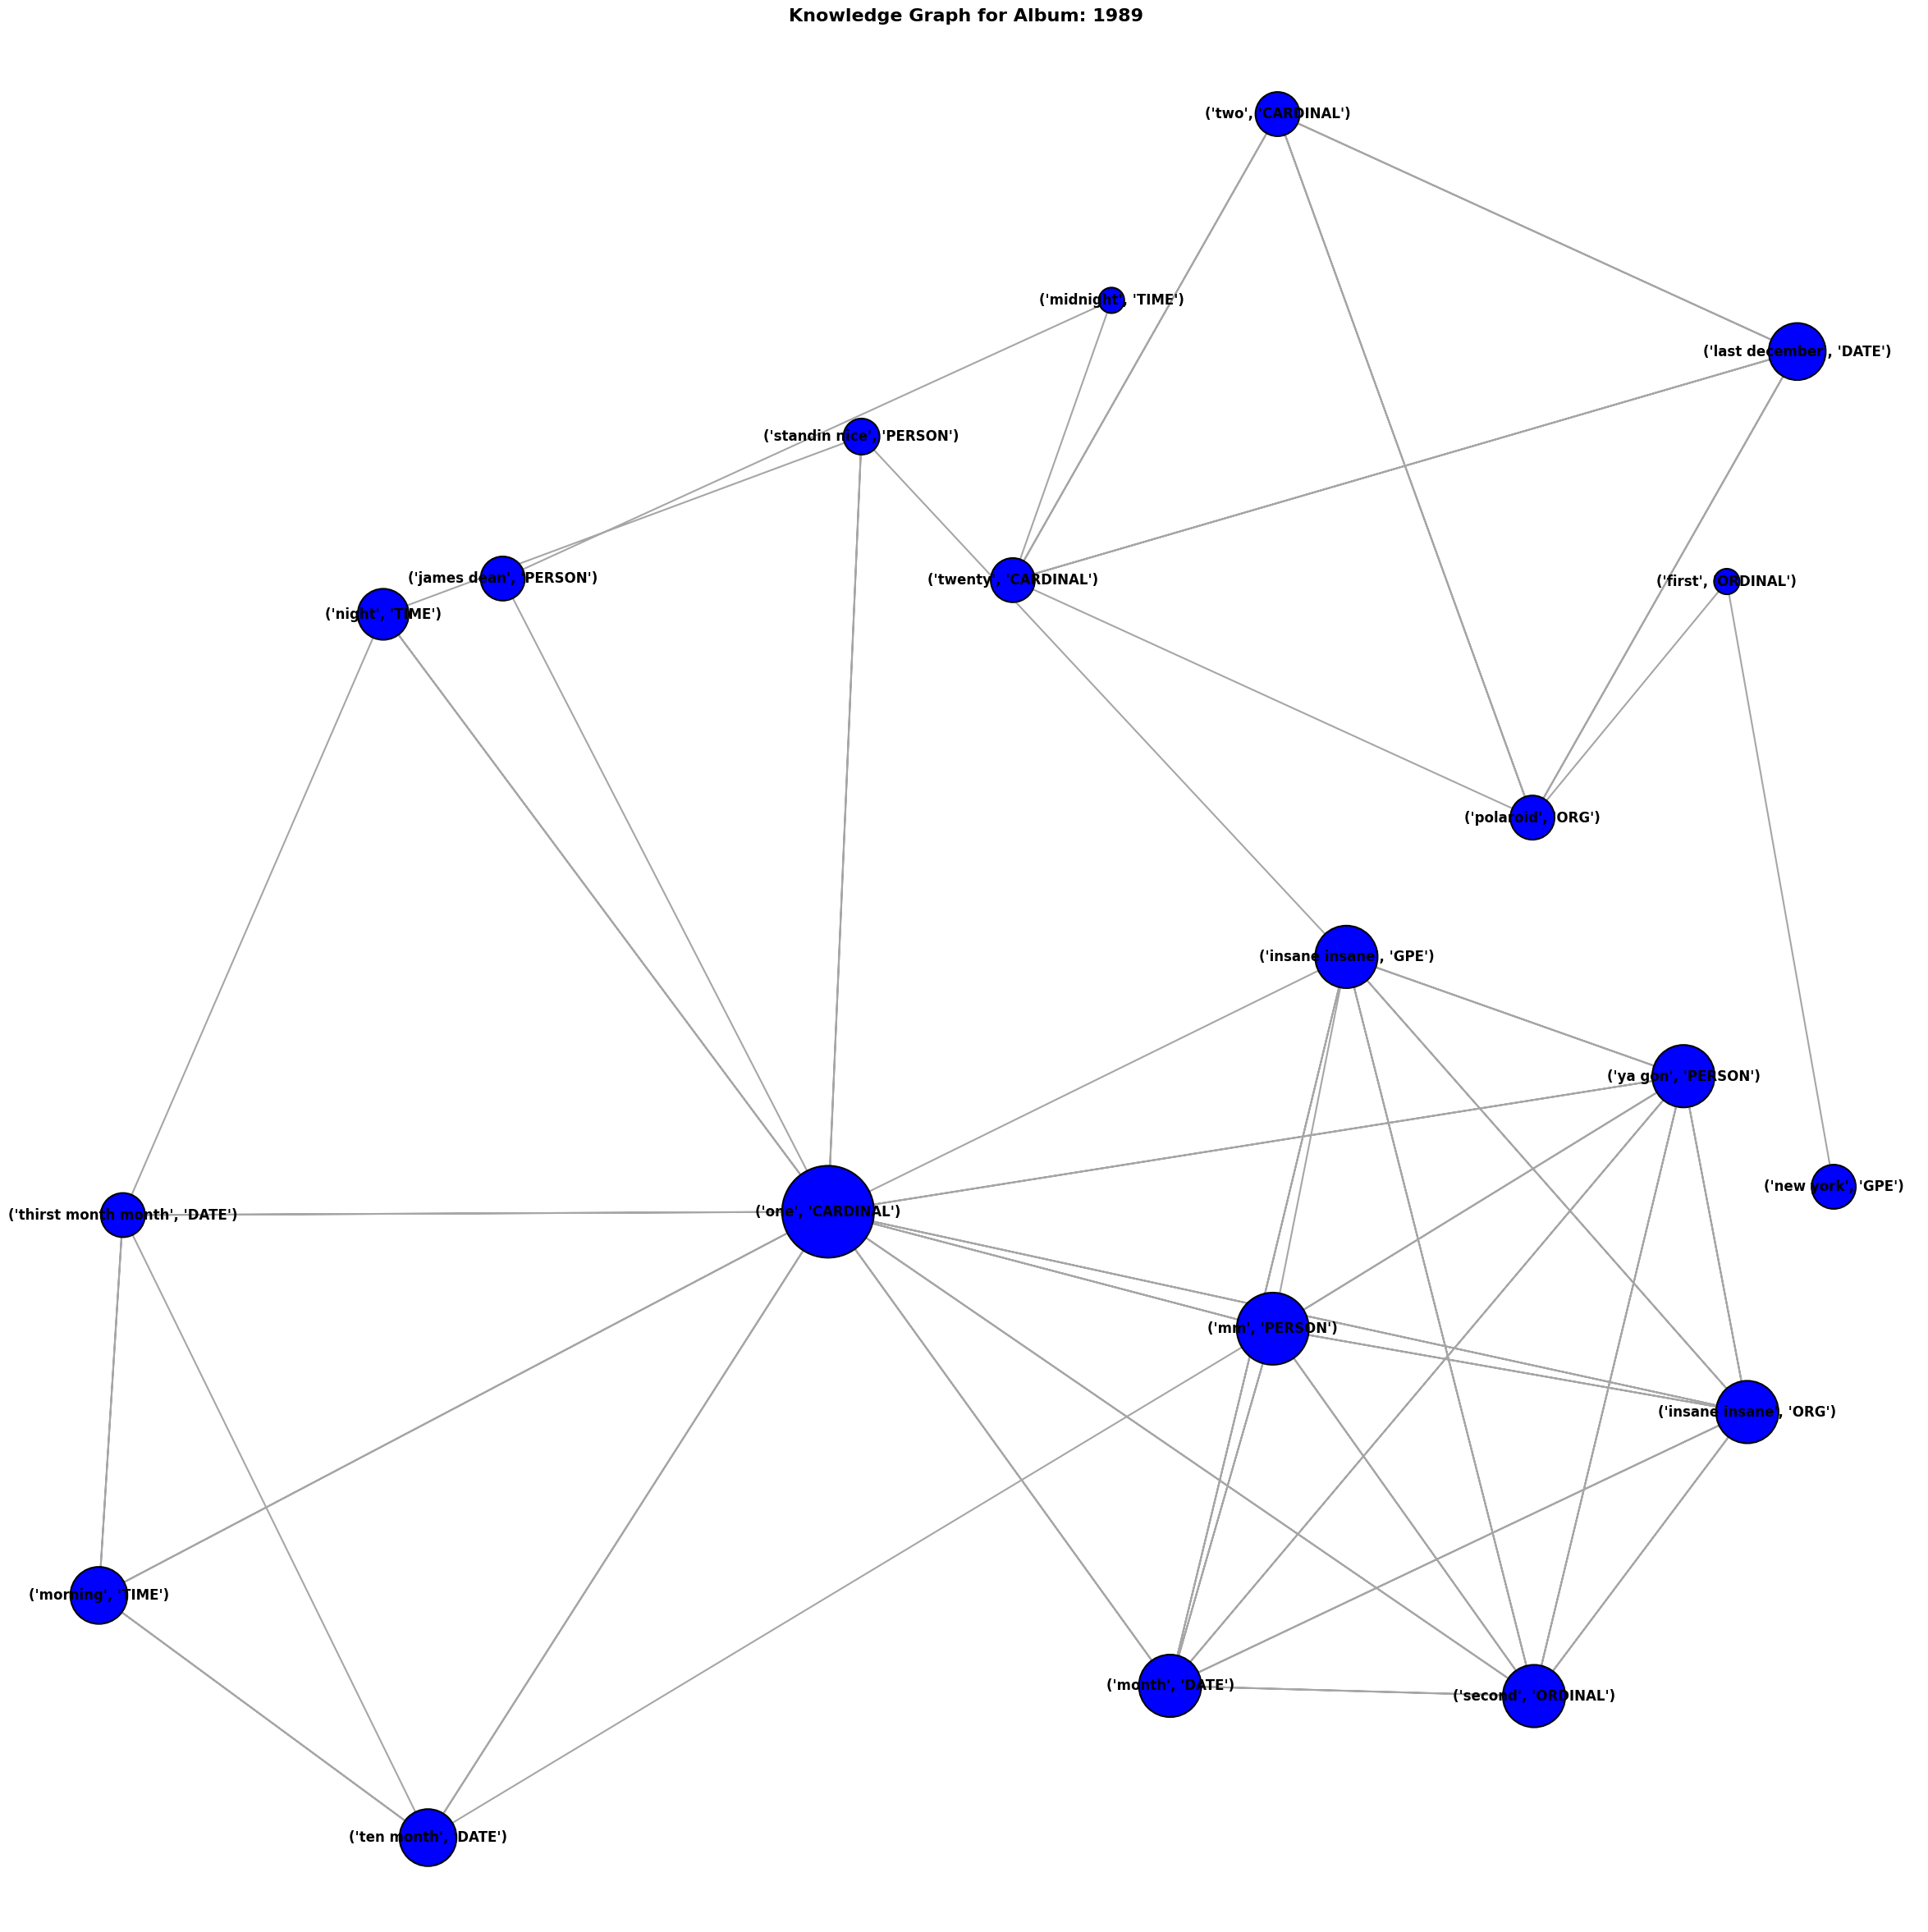 Knowledge Graph for Album: 1989
('two', 'CARDINAL')
('midnight', 'TIME')
('last december', 'DATE')
('standin nice', 'PERSON')
('james dean', 'PERSON')
('twenty', 'CARDINAL')
('first', 'ORDINAL')
('night', 'TIME')
('polaroid', 'ORG')
('insane insane', 'GPE')
('ya gon', 'PERSON')
('new york', 'GPE')
('thirst month month', 'DATE')
('one', 'CARDINAL')
('mm', 'PERSON')
('insane insane', 'ORG')
('morning', 'TIME')
('month', 'DATE')
('second', 'ORDINAL')
('ten month', 'DATE')